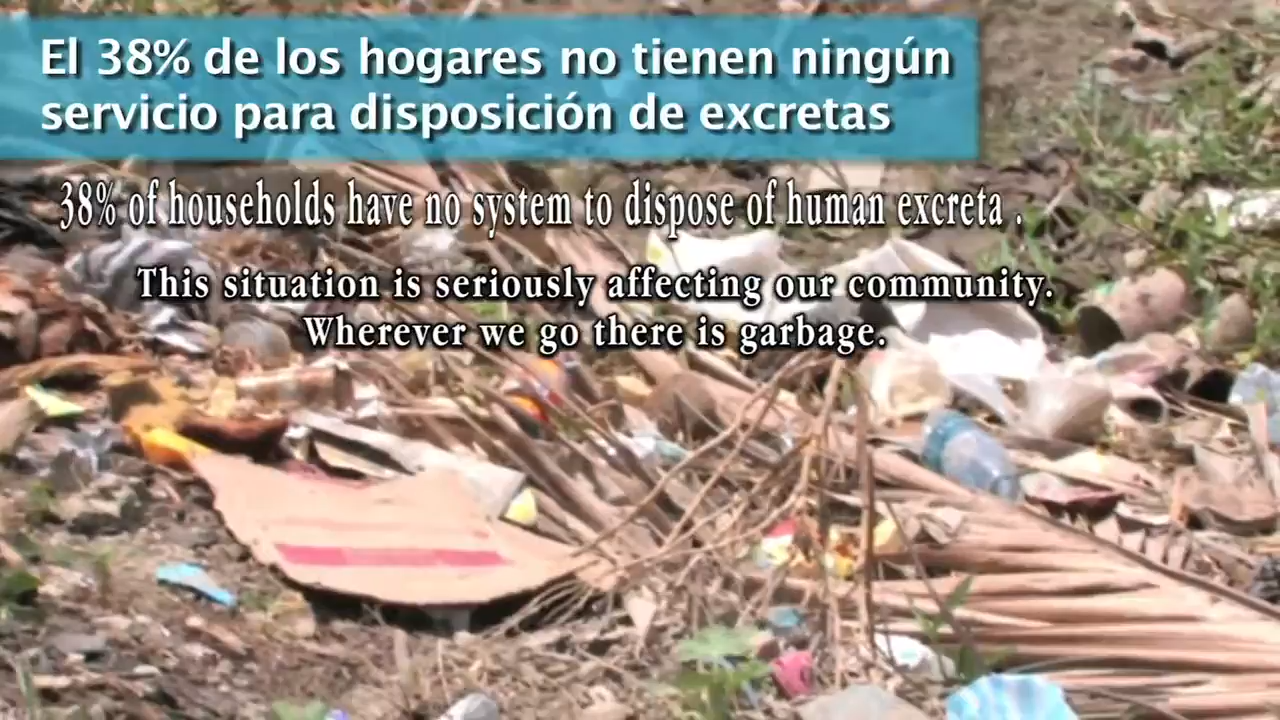 El 38% de los hogares no tienen ningún
servicio para disposición de excretas
38% of households have no system to dispose of human excreta .
This situation is seriously affecting our community.
Wherever we go there is garbage.